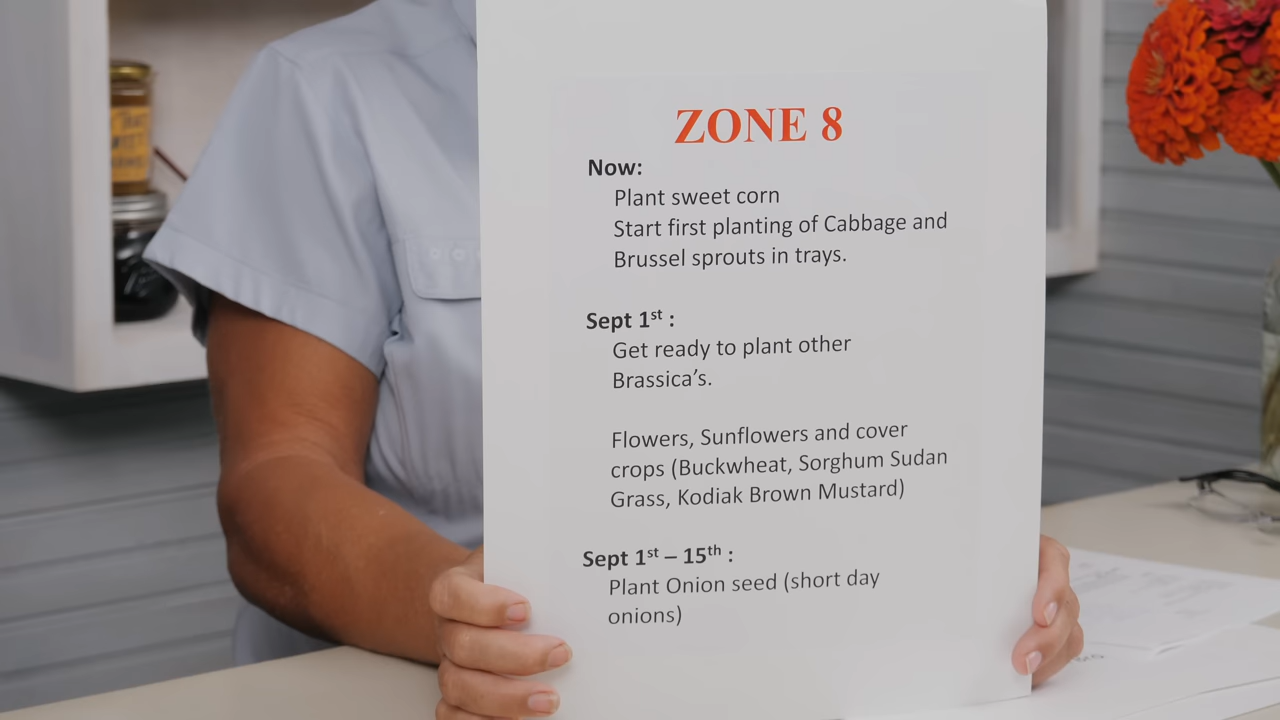 ZONE 8
Now:
Plant sweet corn
Start first planting of Cabbage and
Brussel sprouts in trays.
Sept 1st :
Get ready to plant other
Brassica’s.
Flowers, Sunflowers and cover
crops (Buckwheat, Sorghum Sudan
Grass, Kodiak Brown Mustard)
Sept 1st – 15th :
Plant Onion seed (short day
onions)